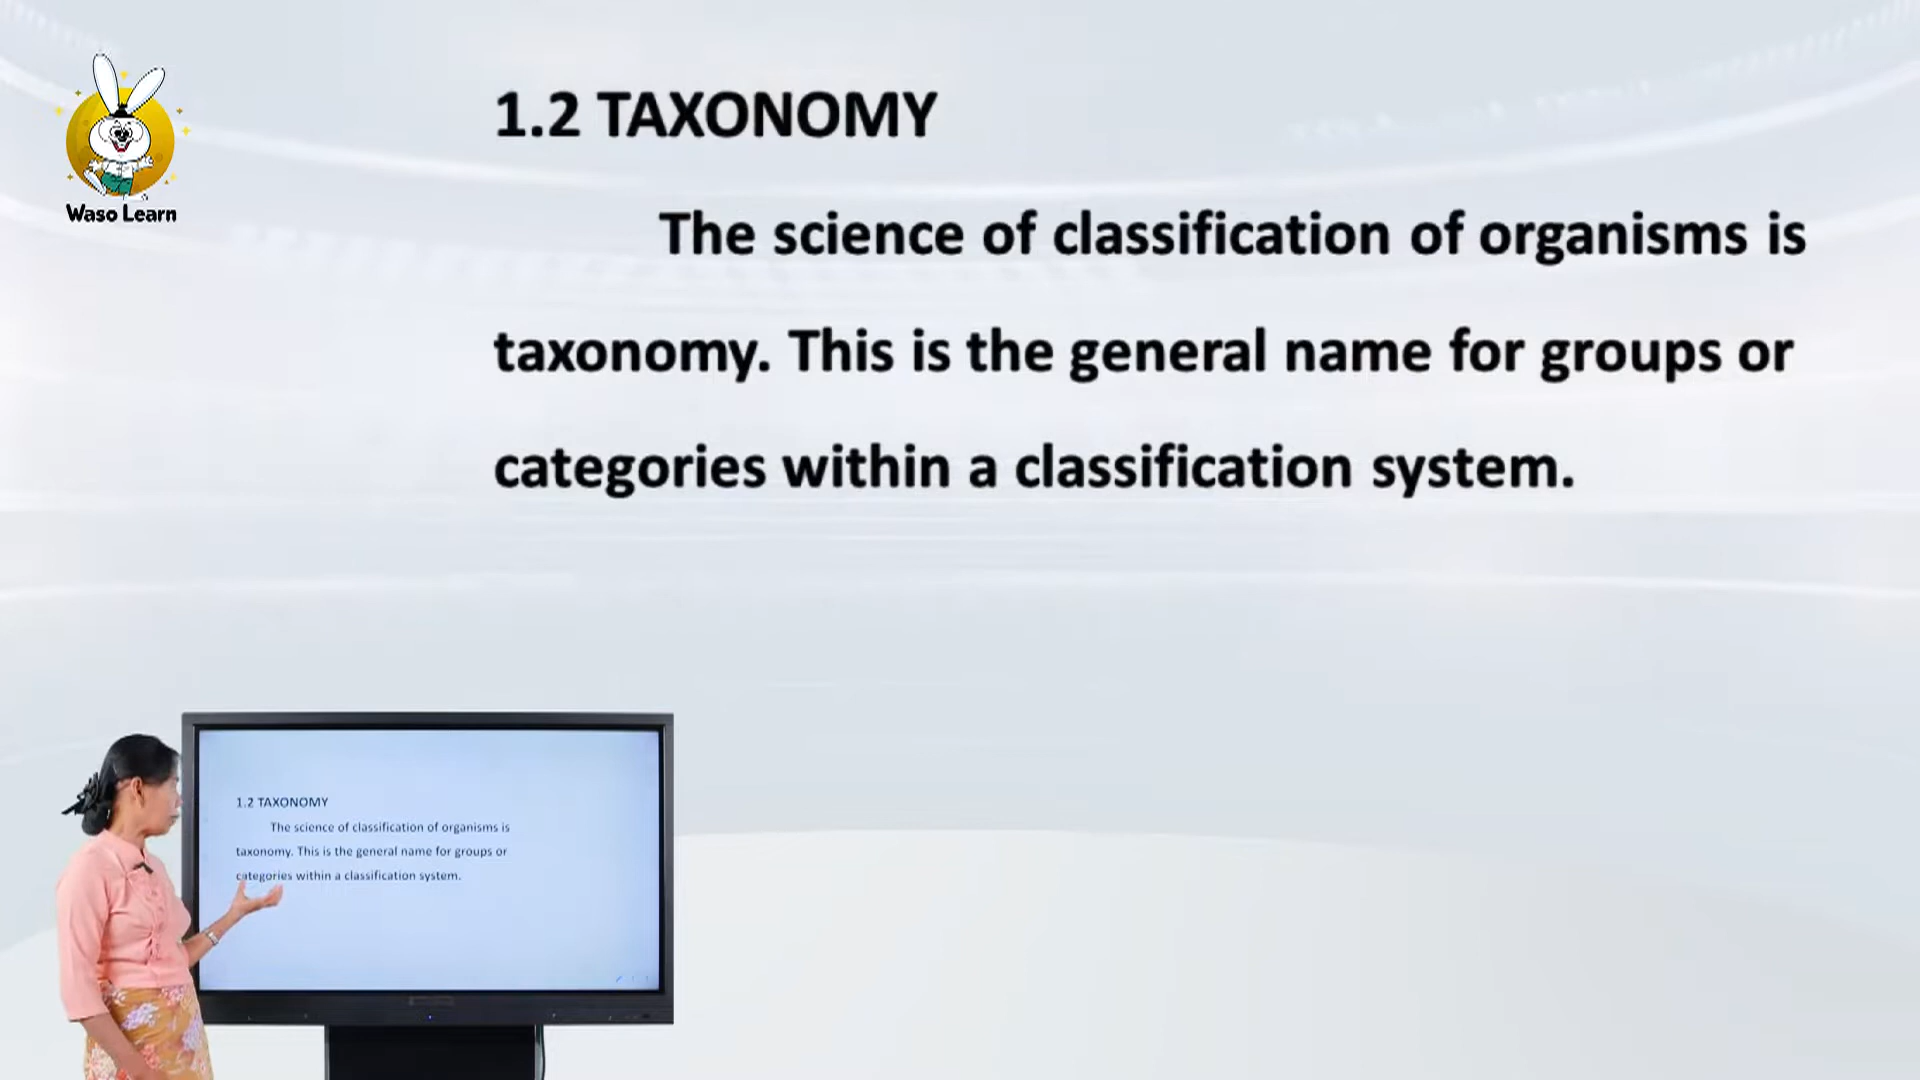 Waso Learn
1.2 TAXONOMY
The science of classification of organisms is
taxonomy. This is the general name for groups or
categories within a classification system.
1.2 TAXONOMY
The science of classification of organisms is
taxonomy. This is the general name for groups or
categories within a classification system.